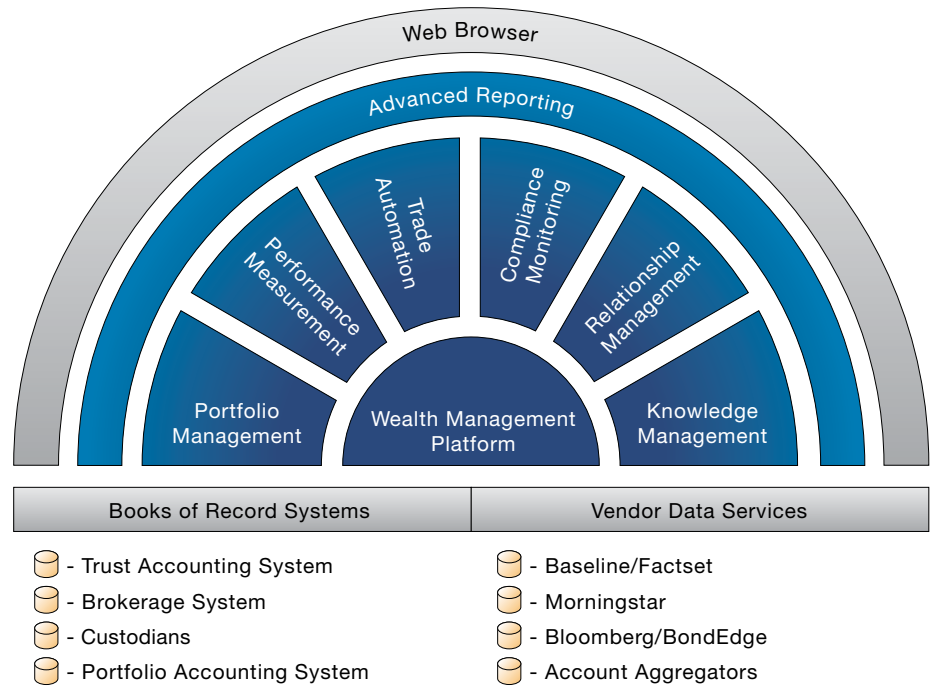 Web Browser
Advanced Reporting
Portfolio
Management
Performance
Measurement
Trade
Automation
Compliance
Monitoring
Relationship
Management
Knowledge
Management
Wealth Management
Platform
Books of Record Systems
- Trust Accounting System
- Brokerage System
- Custodians
- Portfolio Accounting System
Vendor Data Services
- Baseline/Factset
- Morningstar
- Bloomberg/BondEdge
- Account Aggregators